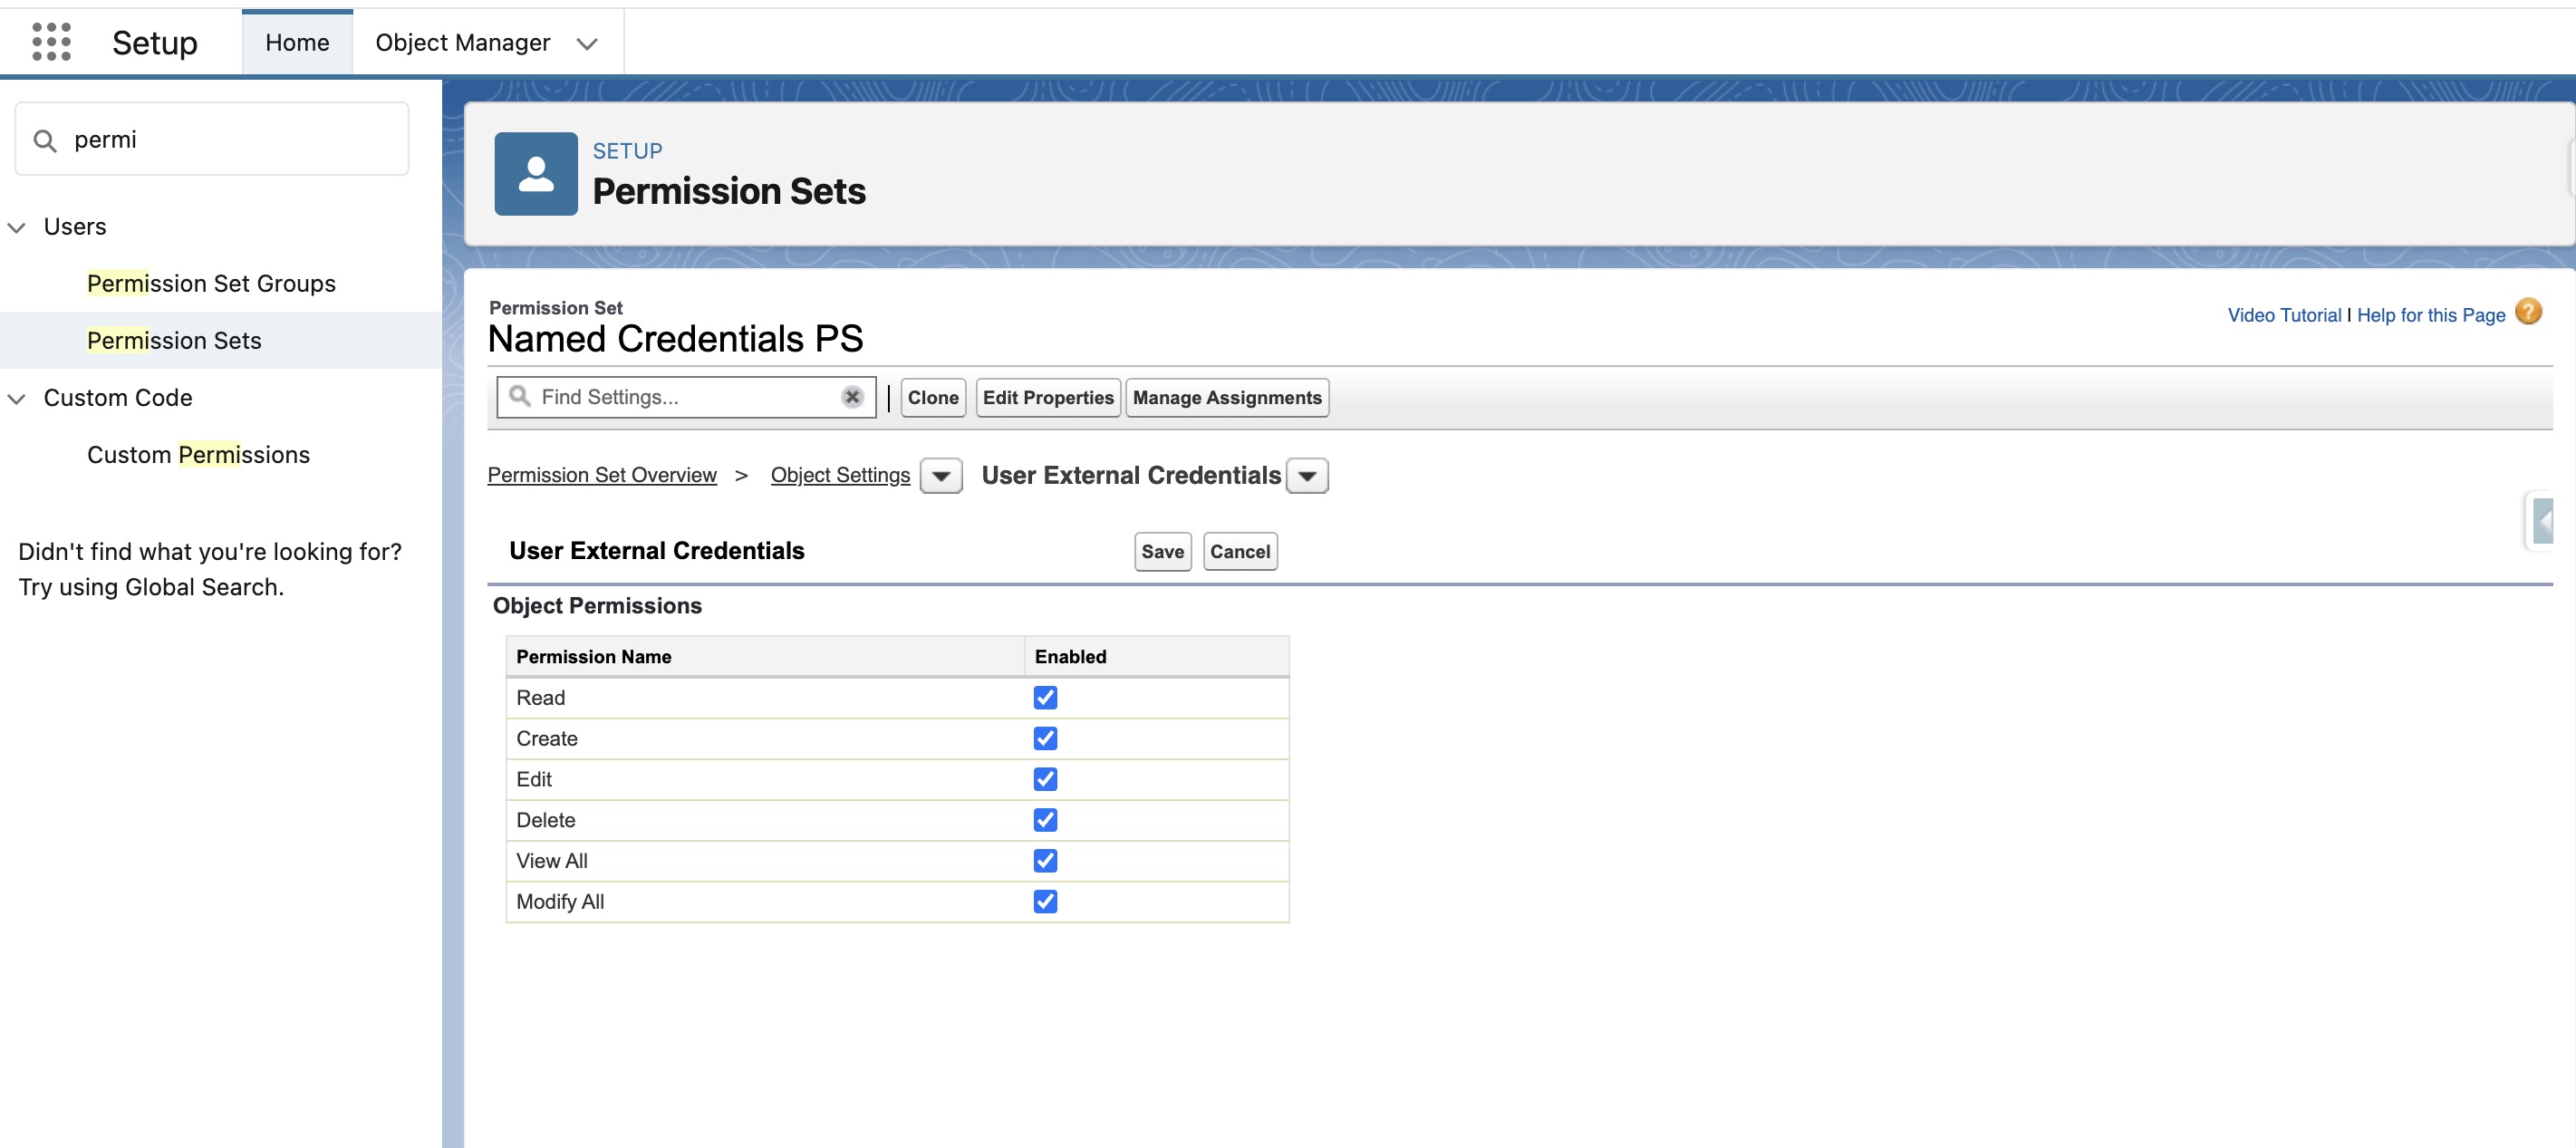 Setup
Home
Object Manager
permi
Users
Permission Set Groups
Permission Sets
Custom Code
Custom Permissions
Didn't find what you're looking for?
Try using Global Search.
SETUP
Permission Sets
Permission Set
Named Credentials PS
Video Tutorial | Help for this Page ?
Find Settings... | Clone Edit Properties Manage Assignments
Permission Set Overview > Object Settings User External Credentials
User External Credentials Save Cancel
Object Permissions
Permission Name Enabled
Read
Create
Edit
Delete
View All
Modify All